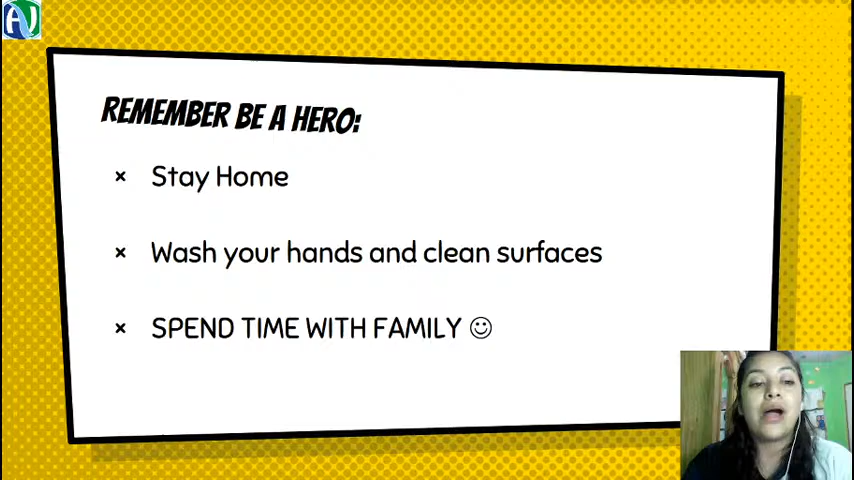 REMEMBER BE A HERO:
× Stay Home
× Wash your hands and clean surfaces
× SPEND TIME WITH FAMILY ☺